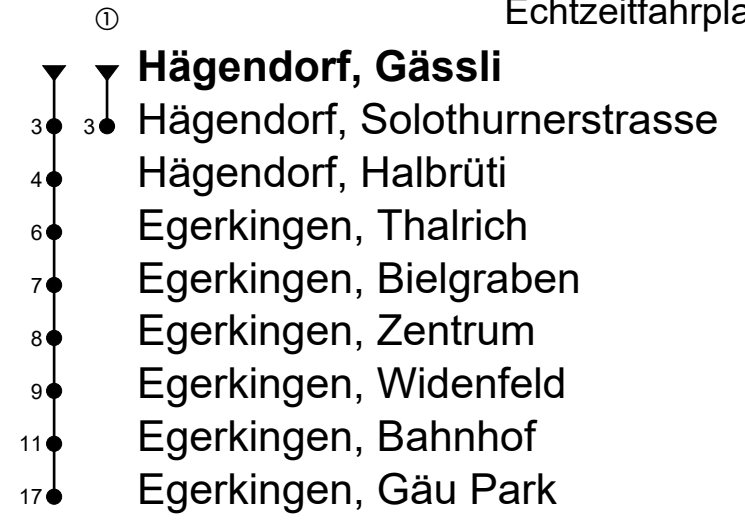 ① Echtzeitfahrpla
Hägendorf, Gässli
3 3 Hägendorf, Solothurnerstrasse
4 Hägendorf, Halbrüti
6 Egerkingen, Thalrich
7 Egerkingen, Bielgraben
8 Egerkingen, Zentrum
9 Egerkingen, Widenfeld
11 Egerkingen, Bahnhof
17 Egerkingen, Gäu Park